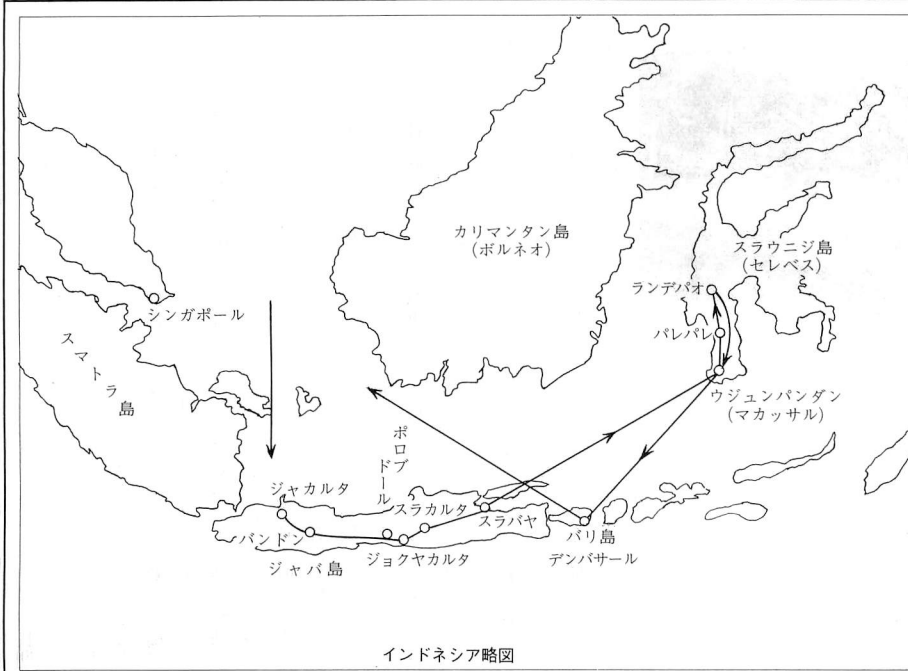 カリマンタン島
(ボルネオ)
スラウニジ島
(セレベス)
ランデパオ
シンガポール
パレパレ
スマトラ島
ウジュンパンダン
(マカッサル)
ポロブドール
ジャカルタ
スラカルタ
スラバヤ
バンドン
バリ島
ジョクヤカルタ
デンバサール
ジャバ島
インドネシア略図